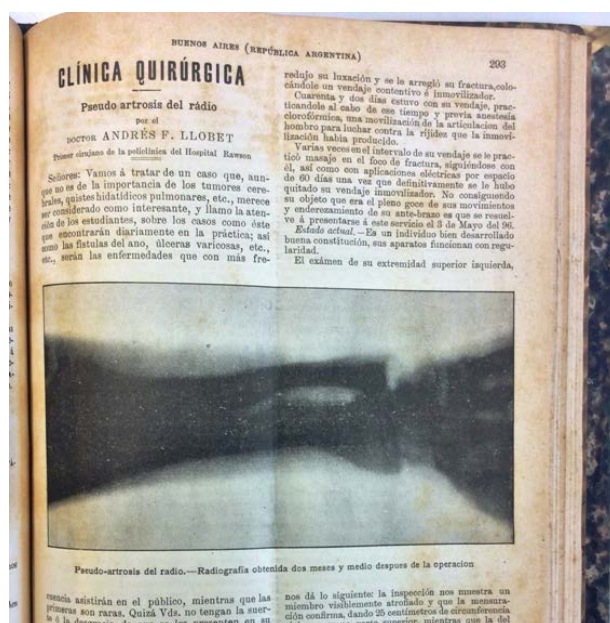 BUENOS AIRES (REPÚBLICA ARGENTINA)
293
CLÍNICA QUIRÚRGICA
Pseudo artrosis del rádio
por el
DOCTOR ANDRÉS F. LLOBET
Primer cirujano de la policlínica del Hospital Rawson
Señores: Vamos á tratar de un caso que, aun-
que no es de la importancia de los tumores cere-
brales, quistes hidatídicos pulmonares, etc., merece
ser considerado como interesante, y llamo la aten-
ción de los estudiantes, sobre los casos como éste
que encontrarán diariamente en la práctica; así
como las fístulas del ano, úlceras varicosas, etc.,
etc., serán las enfermedades que con más fre-
redujo su luxación y se le arregló su fractura, colo-
cándole un vendaje contentivo é inmovilizador.
Cuarenta y dos días estuvo con su vendaje, prac-
ticandole al cabo de ese tiempo y previa anestesia
clorofórmica, una movilización de la articulacion del
hombro para luchar contra la rijidez que la inmovi-
lización habia producido.
Varias veces en el intervalo de su vendaje se le prac-
ticó masaje en el foco de fractura, siguiéndose con
él, así como con aplicaciones eléctricas por espacio
de 60 días una vez que definitivamente se le hubo
quitado su vendaje inmovilizador. No consiguiendo
su objeto que era el pleno goce de sus movimientos
y enderozamiento de su ante-brazo es que se resuel-
ve á presentarse á este servicio el 3 de Mayo del 96.
Estado actual.—Es un individuo bien desarrollado
buena constitución, sus aparatos funcionan con regu-
laridad.
El exámen de su extremidad superior izquierda,
Pseudo-artrosis del radio.—Radiografía obtenida dos meses y medio despues de la operacion
cuencia asistirán en el público, mientras que las
primeras son raras. Quizá Vds. no tengan la suer-
nos dá lo siguiente: la inspección nos muestra un
miembro visiblemente atrofiado y que la mensura-
ción confirma, dando 25 centímetros de circunferencia
superior, mientras que la del